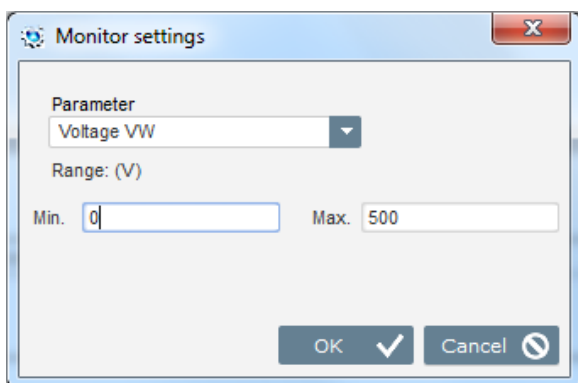 Monitor settings
Parameter
Voltage VW
Range: (V)
Min. 0 Max. 500
OK Cancel